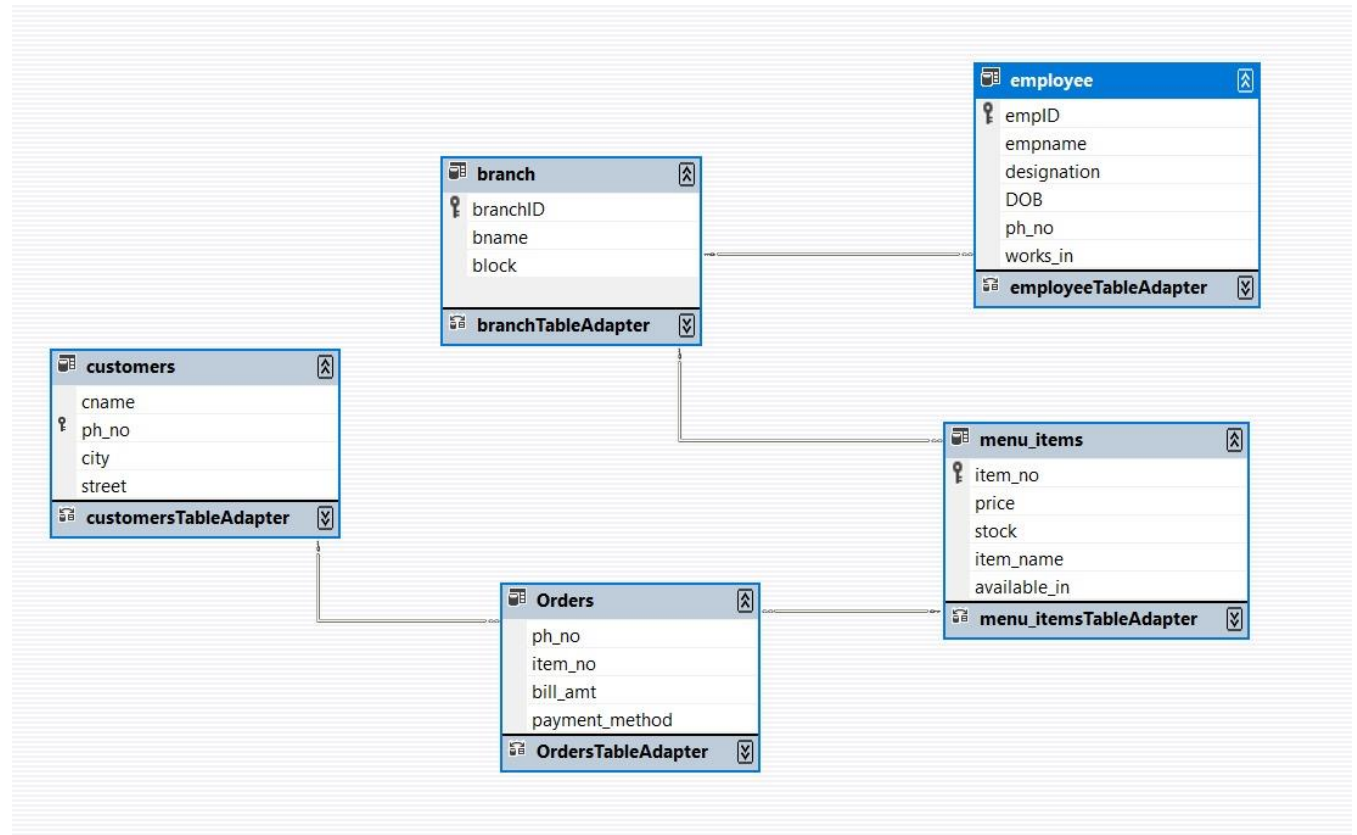 employee
empID
empname
designation
DOB
ph_no
works_in
employeeTableAdapter
branch
branchID
bname
block
branchTableAdapter
customers
cname
ph_no
city
street
customersTableAdapter
menu_items
item_no
price
stock
item_name
available_in
menu_itemsTableAdapter
Orders
ph_no
item_no
bill_amt
payment_method
OrdersTableAdapter